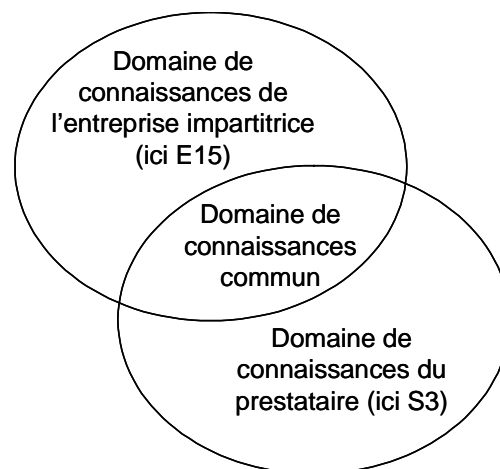 Domaine de
connaissances de
l'entreprise impartitrice
(ici E15)
Domaine de
connaissances
commun
Domaine de
connaissances du
prestataire (ici S3)